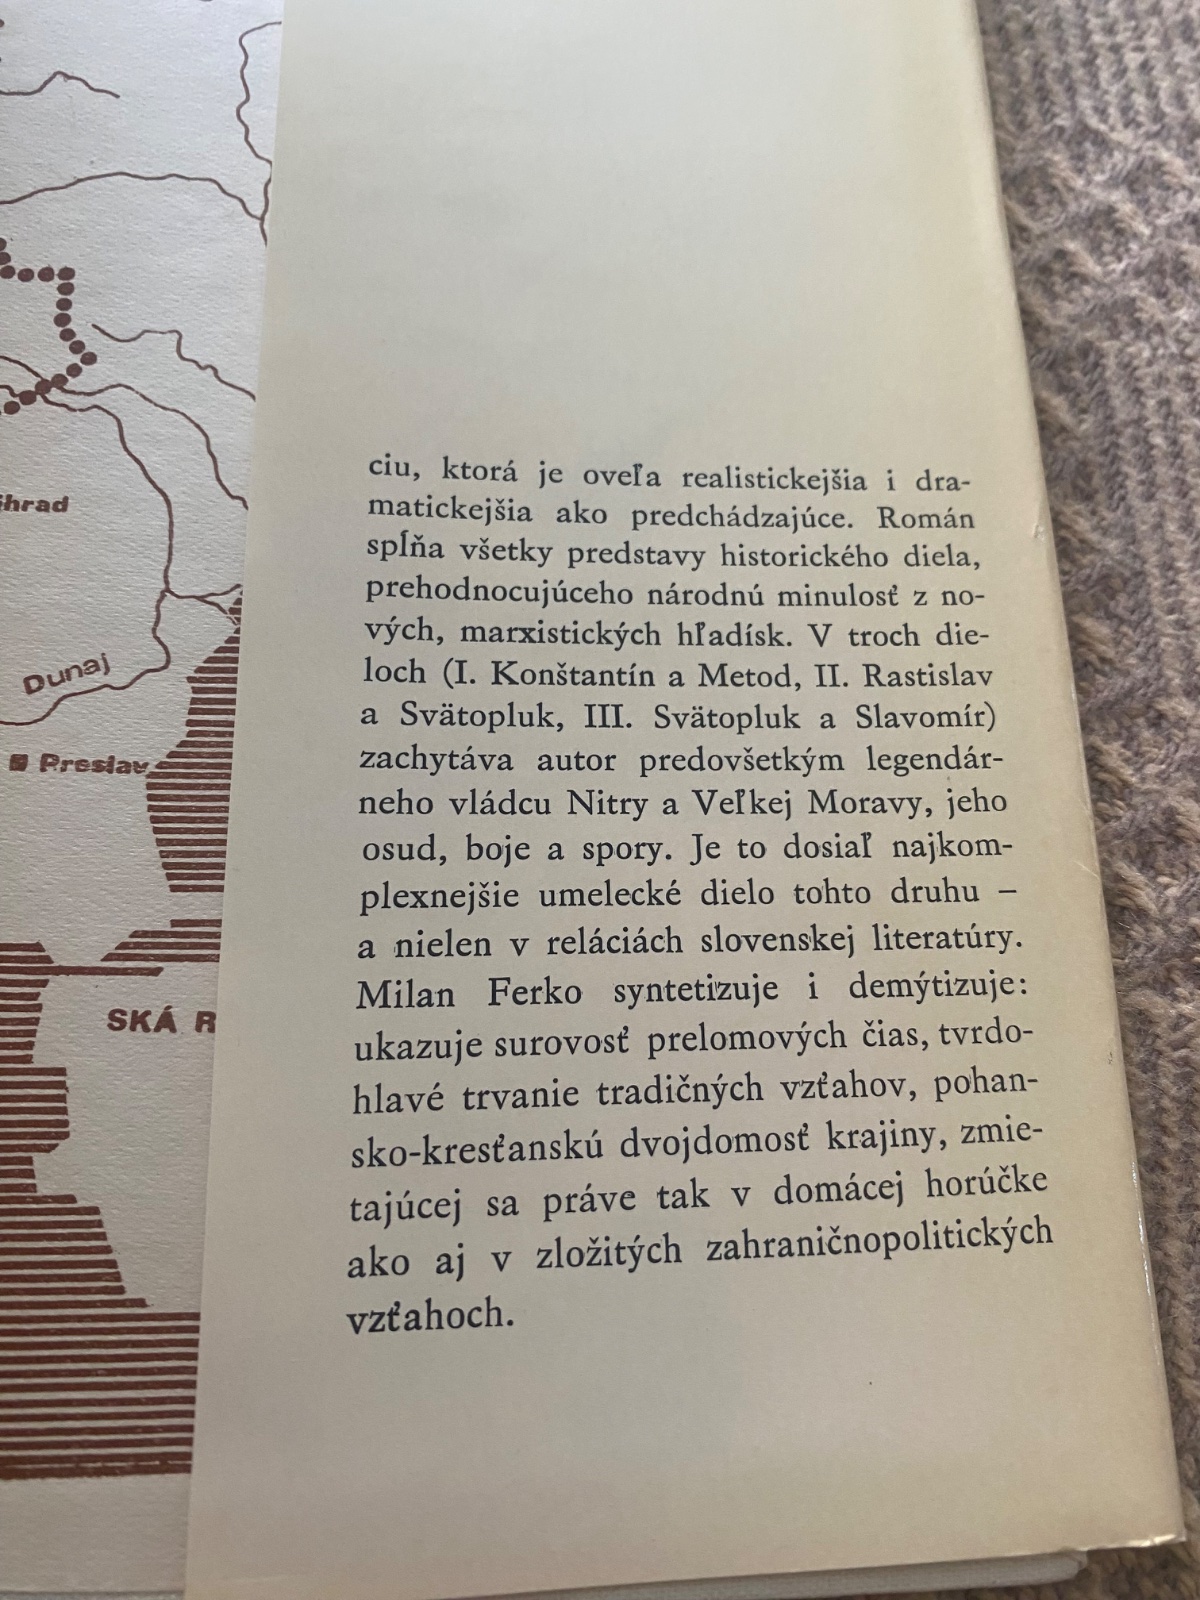 hrad
Dunaj
Preslav
SKÁ R
ciu, ktorá je oveľa realistickejšia i dra-
matickejšia ako predchádzajúce. Román
spĺňa všetky predstavy historického diela,
prehodnocujúceho národnú minulosť z no-
vých, marxistických hľadísk. V troch die-
loch (I. Konštantín a Metod, II. Rastislav
a Svätopluk, III. Svätopluk a Slavomír)
zachytáva autor predovšetkým legendár-
neho vládcu Nitry a Veľkej Moravy, jeho
osud, boje a spory. Je to dosiaľ najkom-
plexnejšie umelecké dielo tohto druhu –
a nielen v reláciách slovenskej literatúry.
Milan Ferko syntetizuje i demýtizuje:
ukazuje surovosť prelomových čias, tvrdo-
hlavé trvanie tradičných vzťahov, pohan-
sko-kresťanskú dvojdomosť krajiny, zmie-
tajúcej sa práve tak v domácej horúčke
ako aj v zložitých zahraničnopolitických
vzťahoch.